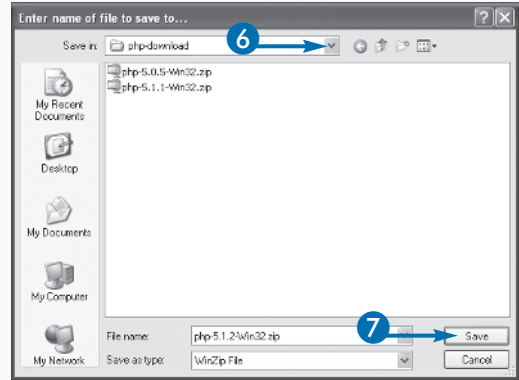 Enter name of file to save to...
Save in: php-download
6
php-5.0.5-Win32.zip
php-5.1.1-Win32.zip
My Recent
Documents
Desktop
My Documents
My Computer
My Network
File name: php-5.1.2-Win32.zip
7
Save
Save as type: WinZip File
Cancel